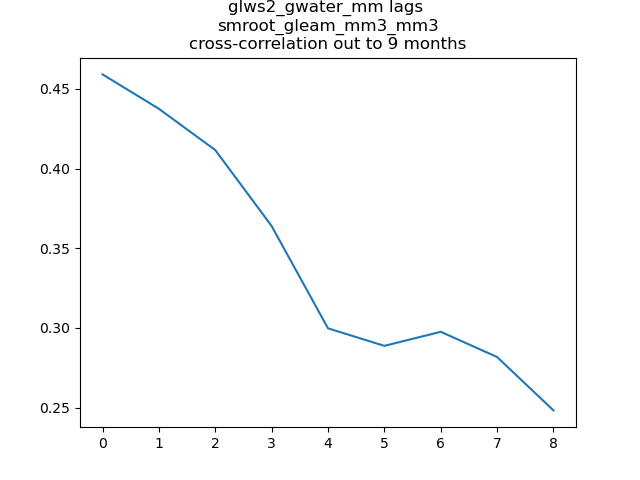 glws2_gwater_mm lags
smroot_gleam_mm3_mm3
cross-correlation out to 9 months
0.45
0.40
0.35
0.30
0.25
0 1 2 3 4 5 6 7 8